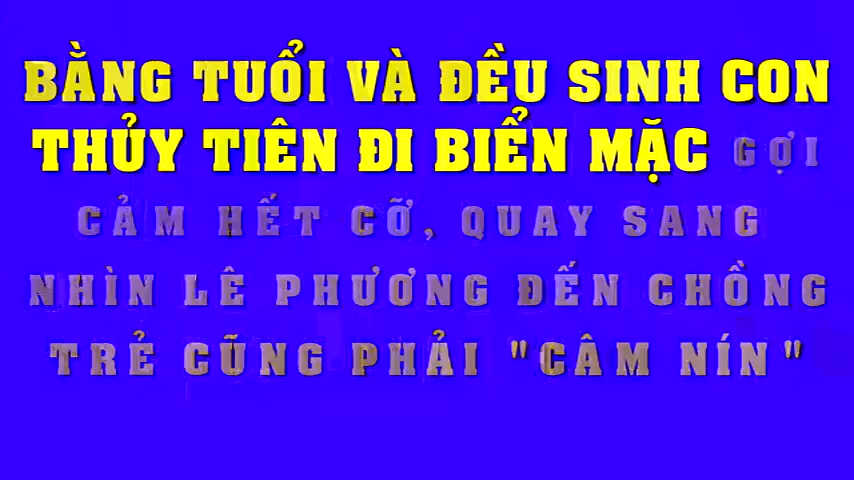 BẰNG TUỔI VÀ ĐỀU SINH CON
THỦY TIÊN ĐI BIỂN MẶC GỢI
CẢM HẾT CỠ, QUAY SANG
NHÌN LÊ PHƯƠNG ĐẾN CHỒNG
TRẺ CŨNG PHẢI "CÂM NÍN"